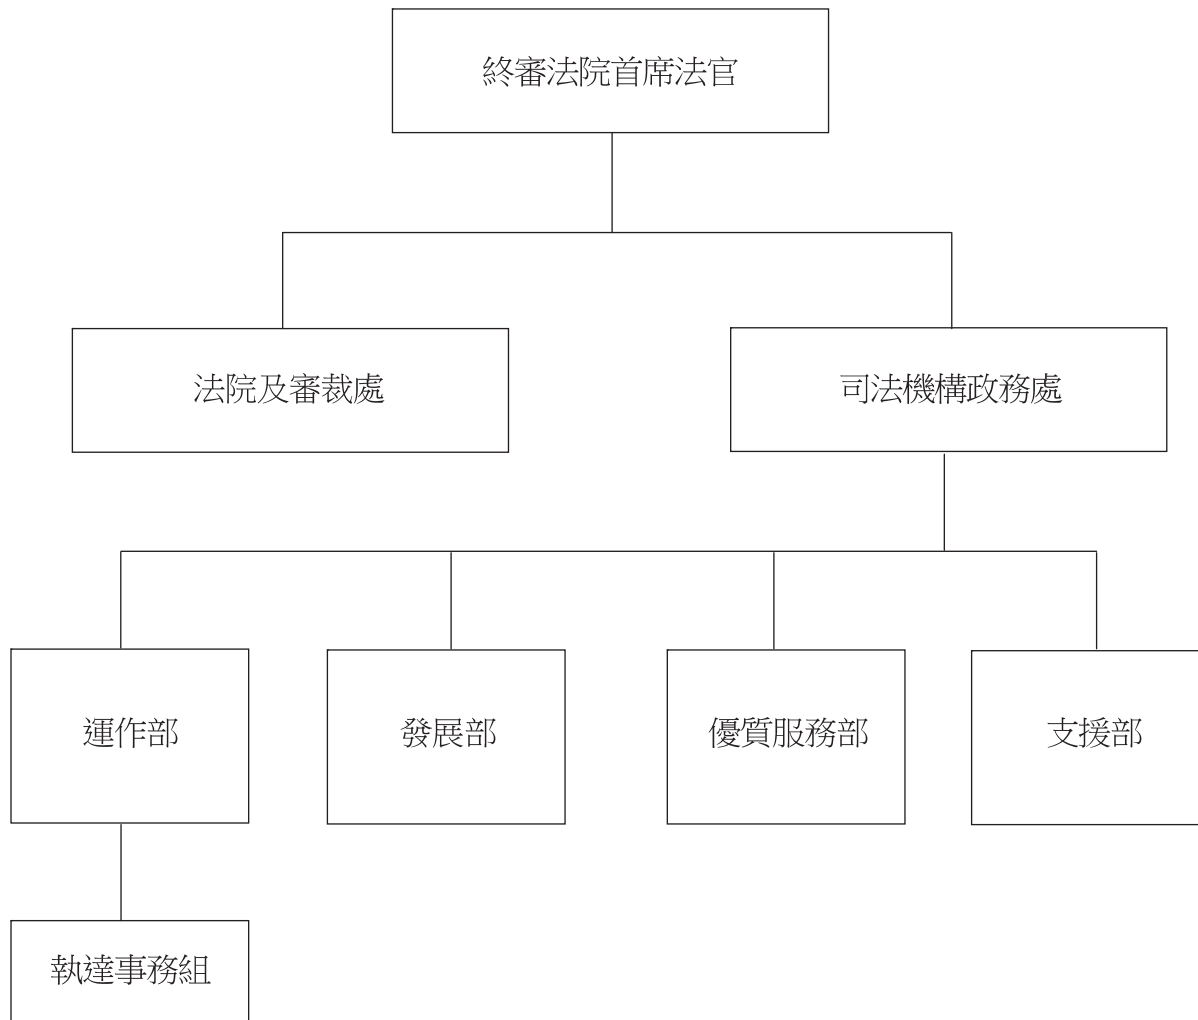 終審法院首席法官
法院及審裁處
司法機構政務處
運作部
發展部
優質服務部
支援部
執達事務組